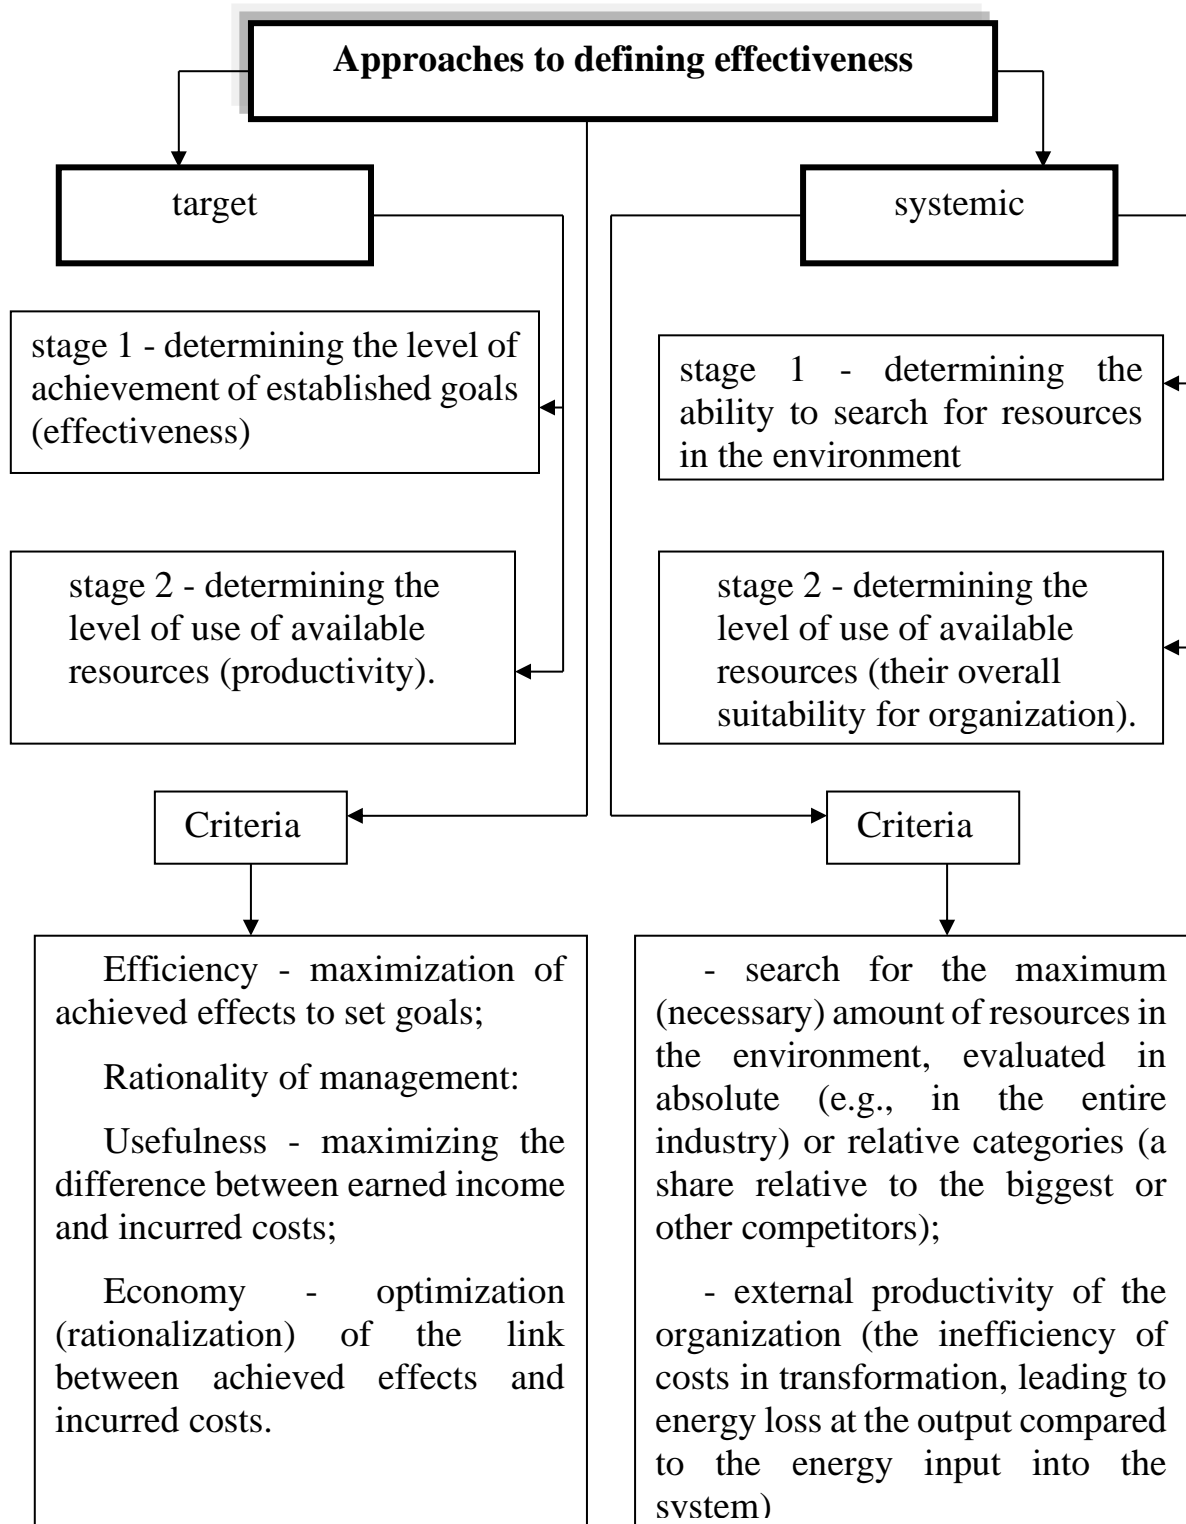 Approaches to defining effectiveness
target
systemic
stage 1 - determining the level of
achievement of established goals
(effectiveness)
stage 1 - determining the
ability to search for resources
in the environment
stage 2 - determining the
level of use of available
resources (productivity).
stage 2 - determining the
level of use of available
resources (their overall
suitability for organization).
Criteria
Criteria
Efficiency - maximization of
achieved effects to set goals;
Rationality of management:
Usefulness - maximizing the
difference between earned income
and incurred costs;
Economy - optimization
(rationalization) of the link
between achieved effects and
incurred costs.
- search for the maximum
(necessary) amount of resources in
the environment, evaluated in
absolute (e.g., in the entire
industry) or relative categories (a
share relative to the biggest or
other competitors);
- external productivity of the
organization (the inefficiency of
costs in transformation, leading to
energy loss at the output compared
to the energy input into the
system)